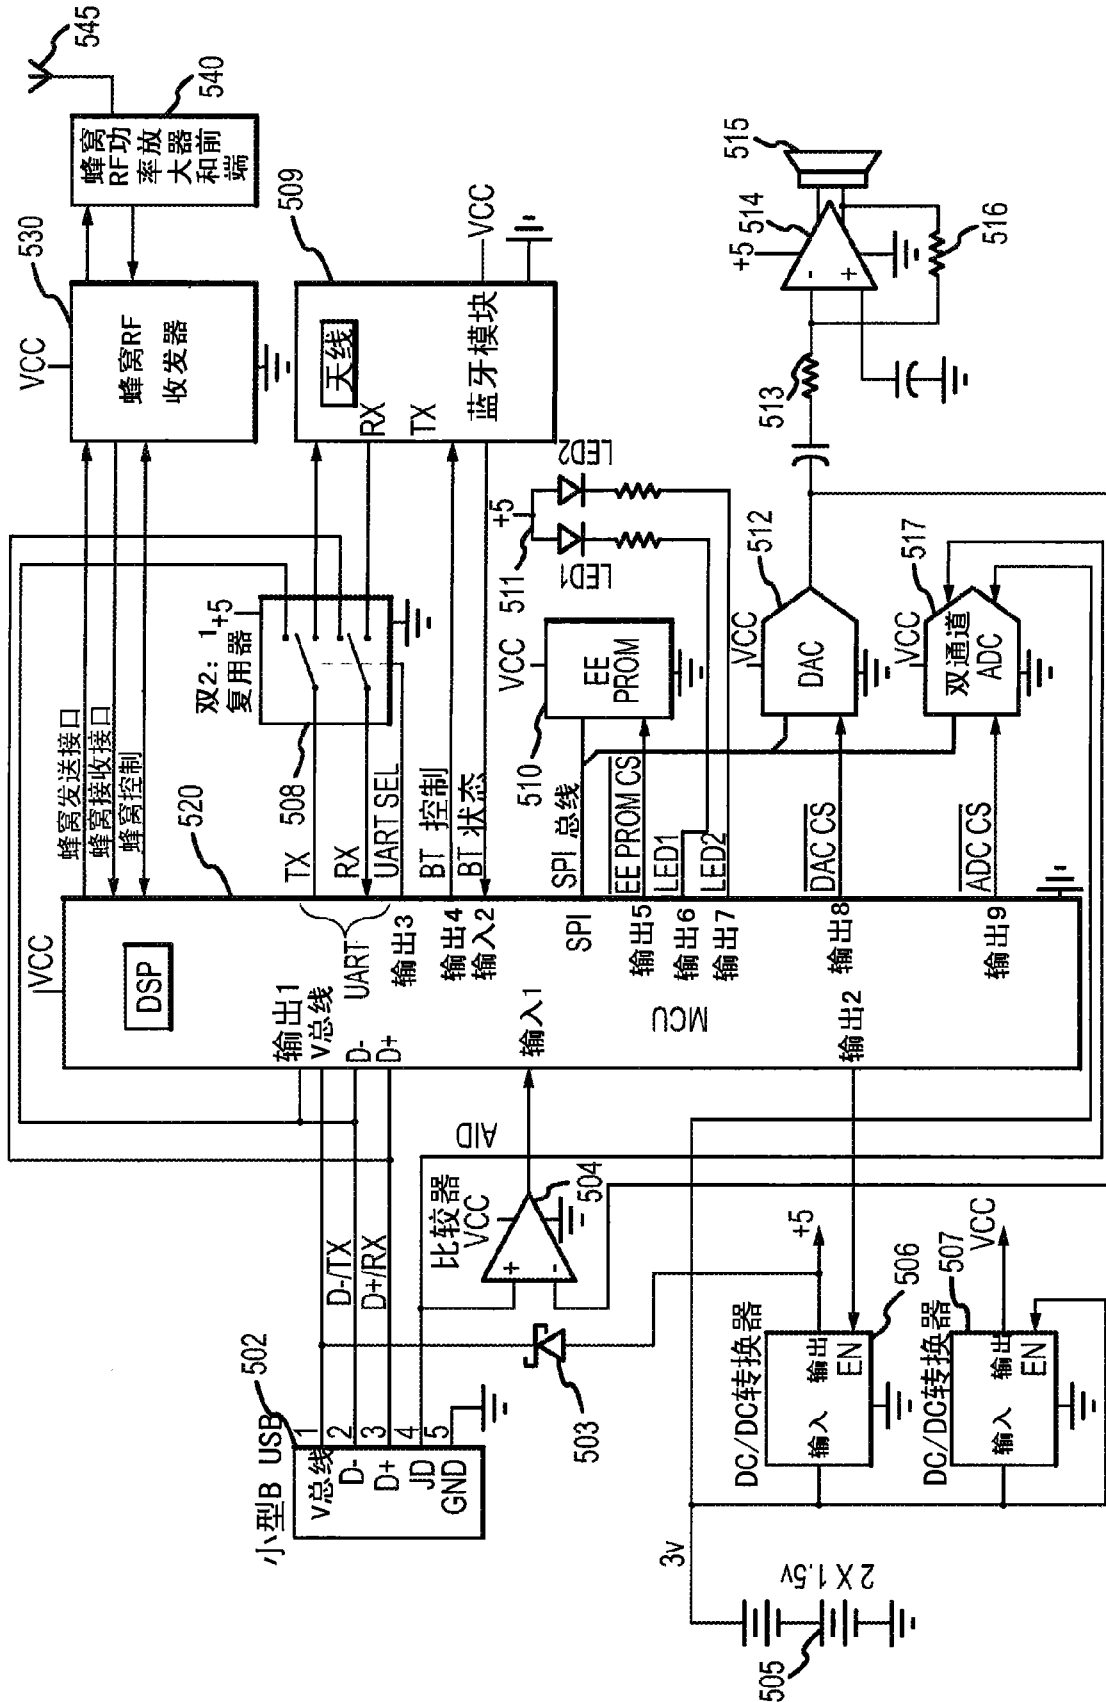 545
540
蜂窝
RF功
率放
大器
和前
端
530
VCC
蜂窝RF
收发器
509
天线
RX
TX
蓝牙模块
VCC
蜂窝发送接口
蜂窝接收接口
蜂窝控制
520
双2: 1
复用器
+5
508
TX
RX
UART SEL
BT 控制
BT 状态
+5
511
LED1
LED2
510
VCC
EE
PROM
SPI 总线
EE PROM CS
LED1
LED2
VCC
512
DAC
DAC CS
VCC
517
双通道
ADC
ADC CS
513
+5
514
515
-
+
516
VCC
DSP
输出1
V总线
D-
D+
UART
输出3
输出4
输入2
输入1
SPI
输出5
输出6
输出7
输出8
输出9
MCU
输出2
小型B USB
502
V总线
D-
D+
JD
GND
1
2
3
4
5
D-/TX
D+/RX
503
比较器
VCC
+
-
504
AID
+5
506
DC/DC转换器
输入
输出
EN
507
VCC
DC/DC转换器
输入
输出
EN
3v
2 X 1.5v
505